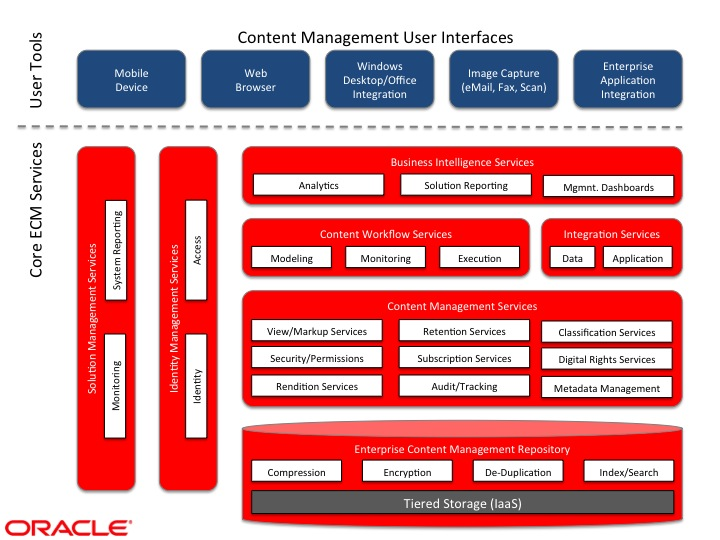 Content Management User Interfaces
User Tools
Mobile
Device
Web
Browser
Windows
Desktop/Office
Integration
Image Capture
(eMail, Fax, Scan)
Enterprise
Application
Integration
Core ECM Services
Solution Management Services
System Reporting
Monitoring
Identity Management Services
Access
Identity
Business Intelligence Services
Analytics
Solution Reporting
Mgmnt. Dashboards
Content Workflow Services
Modeling
Monitoring
Execution
Integration Services
Data
Application
Content Management Services
View/Markup Services
Retention Services
Classification Services
Security/Permissions
Subscription Services
Digital Rights Services
Rendition Services
Audit/Tracking
Metadata Management
Enterprise Content Management Repository
Compression
Encryption
De-Duplication
Index/Search
Tiered Storage (IaaS)
ORACLE